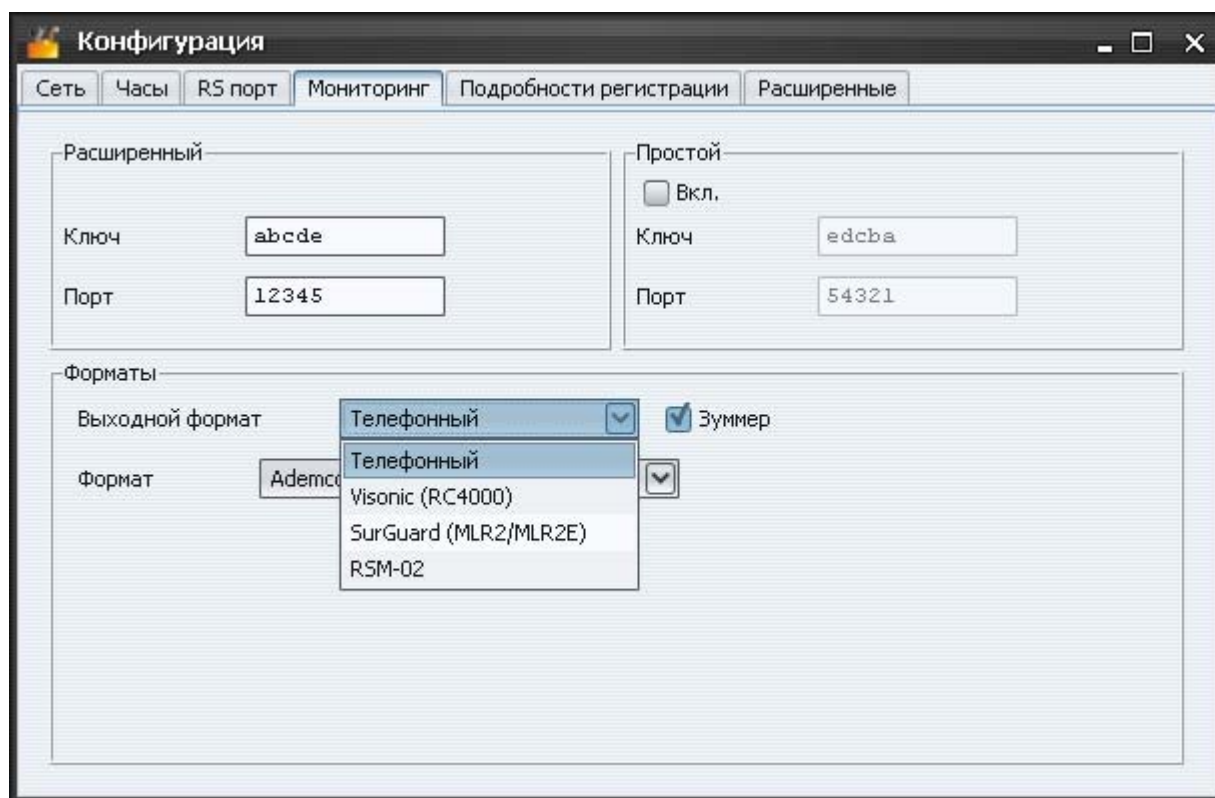 Конфигурация
Сеть Часы RS порт Мониторинг Подробности регистрации Расширенные
Расширенный Простой
Вкл.
Ключ abcde Ключ edcba
Порт 12345 Порт 54321
Форматы
Выходной формат Телефонный Зуммер
Телефонный
Формат
Visonic (RC4000)
SurGuard (MLR2/MLR2E)
RSM-02